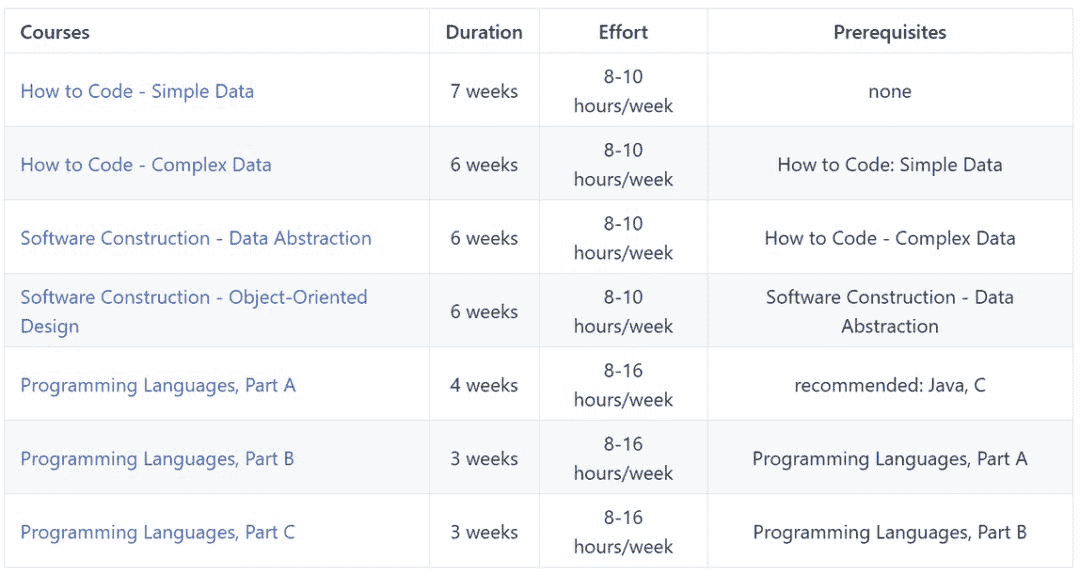 Courses Duration Effort Prerequisites
How to Code - Simple Data 7 weeks 8-10 hours/week none
How to Code - Complex Data 6 weeks 8-10 hours/week How to Code: Simple Data
Software Construction - Data Abstraction 6 weeks 8-10 hours/week How to Code - Complex Data
Software Construction - Object-Oriented Design 6 weeks 8-10 hours/week Software Construction - Data Abstraction
Programming Languages, Part A 4 weeks 8-16 hours/week recommended: Java, C
Programming Languages, Part B 3 weeks 8-16 hours/week Programming Languages, Part A
Programming Languages, Part C 3 weeks 8-16 hours/week Programming Languages, Part B